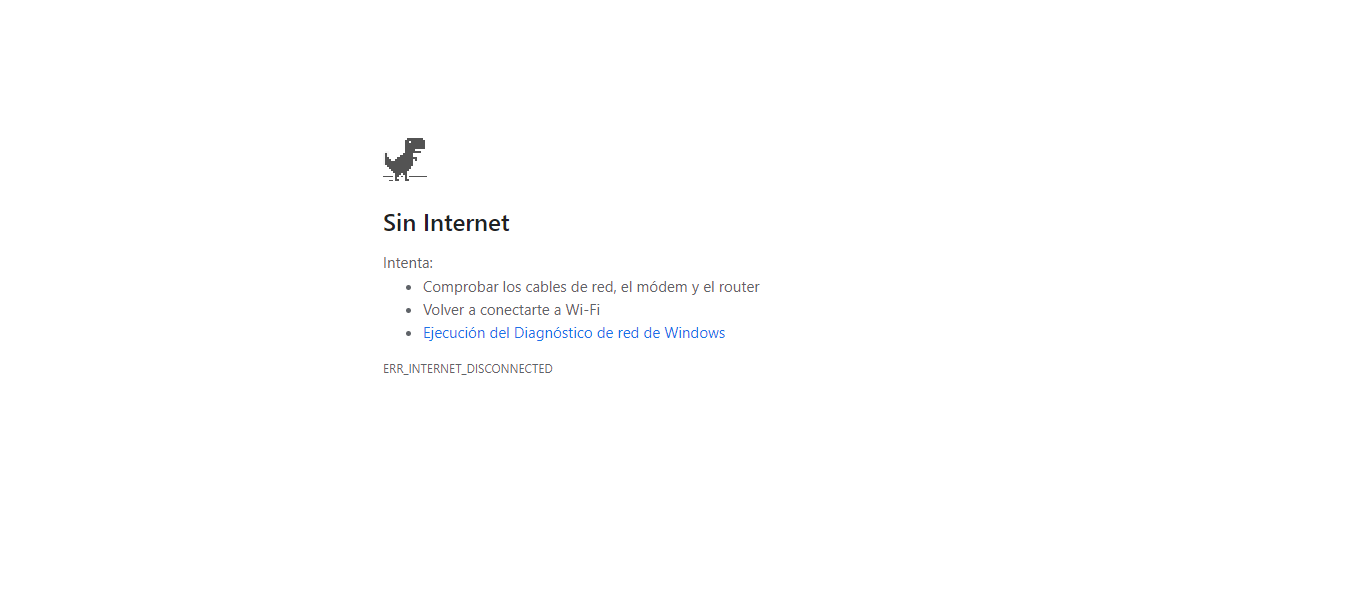 Sin Internet
Intenta:
Comprobar los cables de red, el módem y el router
Volver a conectarte a Wi-Fi
Ejecución del Diagnóstico de red de Windows
ERR_INTERNET_DISCONNECTED